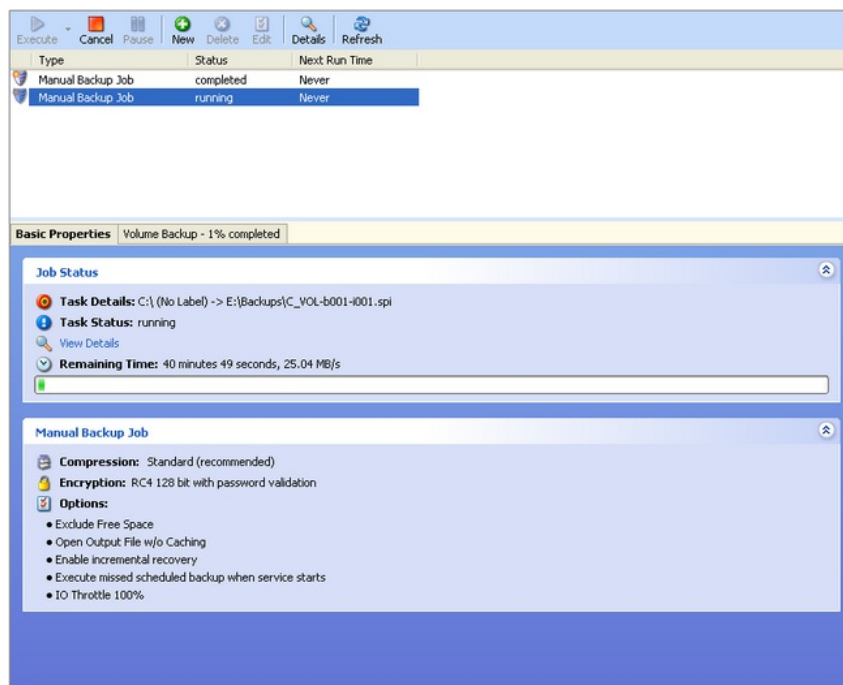 Execute Cancel Pause New Delete Edit Details Refresh
Type Status Next Run Time
Manual Backup Job completed Never
Manual Backup Job running Never
Basic Properties Volume Backup - 1% completed
Job Status
Task Details: C:\ (No Label) -> E:\Backups\C_VOL-b001-i001.spi
Task Status: running
View Details
Remaining Time: 40 minutes 49 seconds, 25.04 MB/s
Manual Backup Job
Compression: Standard (recommended)
Encryption: RC4 128 bit with password validation
Options:
• Exclude Free Space
• Open Output File w/o Caching
• Enable incremental recovery
• Execute missed scheduled backup when service starts
• IO Throttle 100%